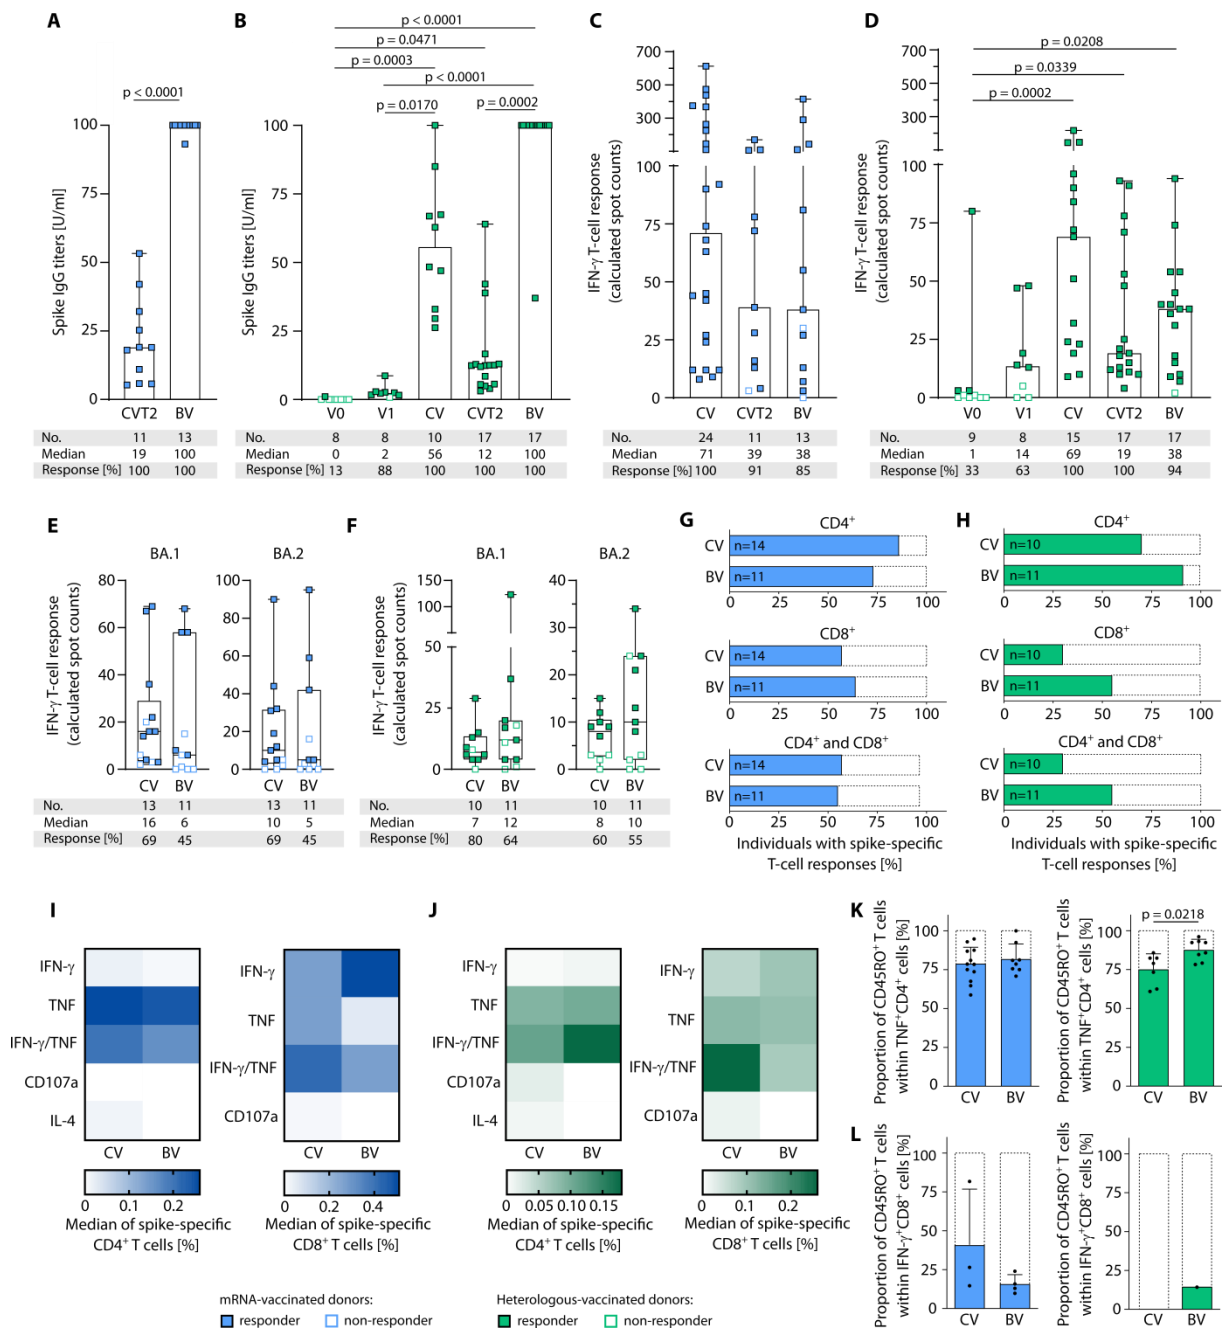 A
p < 0.0001
Spike IgG titers [U/ml]
100
75
50
25
0
CVT2 BV
No. 11 13
Median 19 100
Response [%] 100 100
B
p < 0.0001
p = 0.0471
p = 0.0003
p < 0.0001
p = 0.0170 p = 0.0002
Spike IgG titers [U/ml]
100
75
50
25
0
V0 V1 CV CVT2 BV
No. 8 8 10 17 17
Median 0 2 56 12 100
Response [%] 13 88 100 100 100
C
IFN-γ T-cell response
(calculated spot counts)
700
500
300
100
100
75
50
25
0
CV CVT2 BV
No. 24 11 13
Median 71 39 38
Response [%] 100 91 85
D
p = 0.0208
p = 0.0339
p = 0.0002
IFN-γ T-cell response
(calculated spot counts)
700
500
300
100
100
75
50
25
0
V0 V1 CV CVT2 BV
No. 9 8 15 17 17
Median 1 14 69 19 38
Response [%] 33 63 100 100 94
E
BA.1 BA.2
IFN-γ T-cell response
(calculated spot counts)
80
60
40
20
0
CV BV
100
80
60
40
20
0
CV BV
No. 13 11 13 11
Median 16 6 10 5
Response [%] 69 45 69 45
F
BA.1 BA.2
IFN-γ T-cell response
(calculated spot counts)
150
100
50
25
0
CV BV
40
30
20
10
0
CV BV
No. 10 11 10 11
Median 7 12 8 10
Response [%] 80 64 60 55
G
CD4⁺
CV n=14
BV n=11
0 25 50 75 100
CD8⁺
CV n=14
BV n=11
0 25 50 75 100
CD4⁺ and CD8⁺
CV n=14
BV n=11
0 25 50 75 100
Individuals with spike-specific
T-cell responses [%]
H
CD4⁺
CV n=10
BV n=11
0 25 50 75 100
CD8⁺
CV n=10
BV n=11
0 25 50 75 100
CD4⁺ and CD8⁺
CV n=10
BV n=11
0 25 50 75 100
Individuals with spike-specific
T-cell responses [%]
I
IFN-γ
TNF
IFN-γ/TNF
CD107a
IL-4
CV BV
0 0.1 0.2
Median of spike-specific
CD4⁺ T cells [%]
IFN-γ
TNF
IFN-γ/TNF
CD107a
CV BV
0 0.2 0.4
Median of spike-specific
CD8⁺ T cells [%]
J
IFN-γ
TNF
IFN-γ/TNF
CD107a
IL-4
CV BV
0 0.05 0.10 0.15
Median of spike-specific
CD4⁺ T cells [%]
IFN-γ
TNF
IFN-γ/TNF
CD107a
CV BV
0 0.1 0.2
Median of spike-specific
CD8⁺ T cells [%]
K
Proportion of CD45RO⁺ T cells
within TNF⁺CD4⁺ cells [%]
100
75
50
25
0
CV BV
Proportion of CD45RO⁺ T cells
within TNF⁺CD4⁺ cells [%]
p = 0.0218
100
75
50
25
0
CV BV
L
Proportion of CD45RO⁺ T cells
within IFN-γ⁺CD8⁺ cells [%]
100
75
50
25
0
CV BV
Proportion of CD45RO⁺ T cells
within IFN-γ⁺CD8⁺ cells [%]
100
75
50
25
0
CV BV
mRNA-vaccinated donors:
responder non-responder
Heterologous-vaccinated donors:
responder non-responder